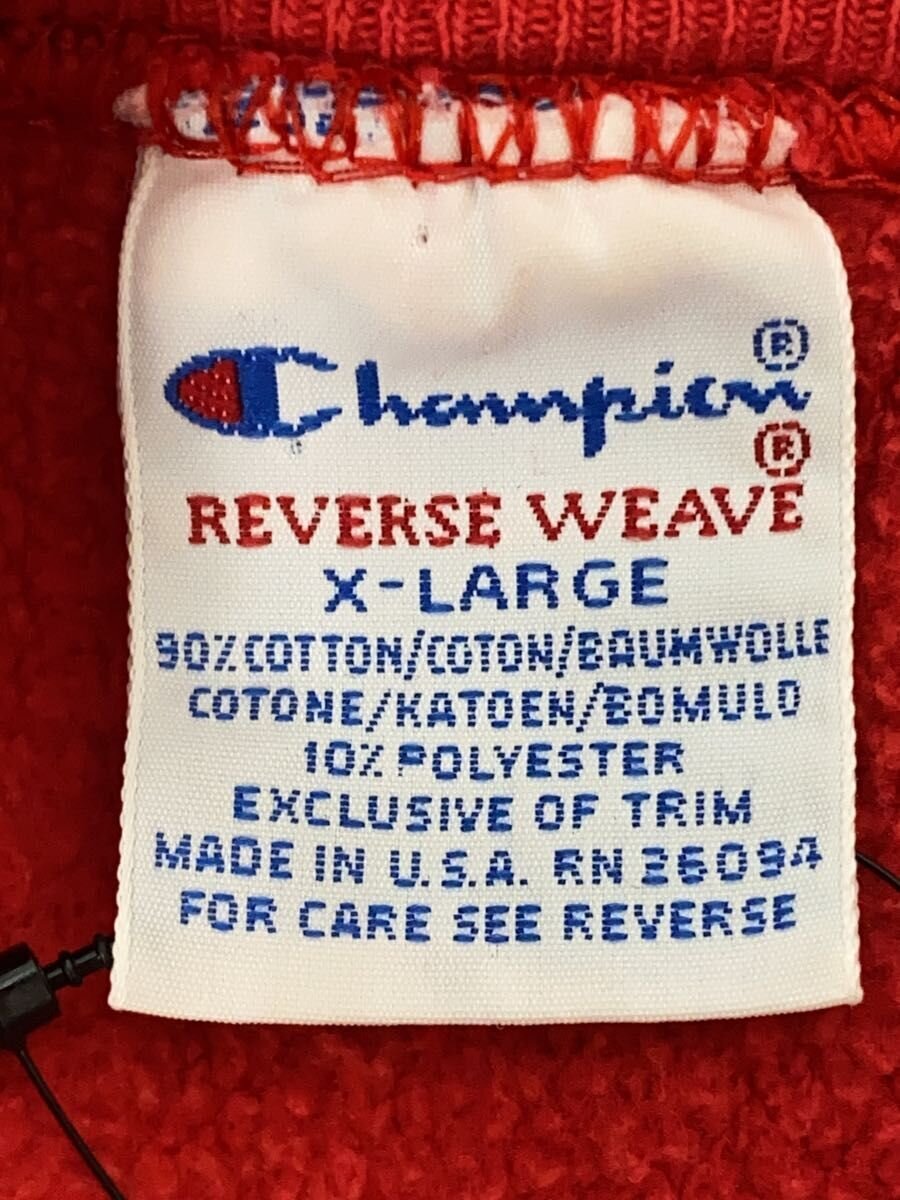 Champion®
REVERSE WEAVE®
X-LARGE
90% COTTON/COTON/BAUMWOLLE
COTONE/KATOEN/BOMULD
10% POLYESTER
EXCLUSIVE OF TRIM
MADE IN U.S.A. RN 26094
FOR CARE SEE REVERSE